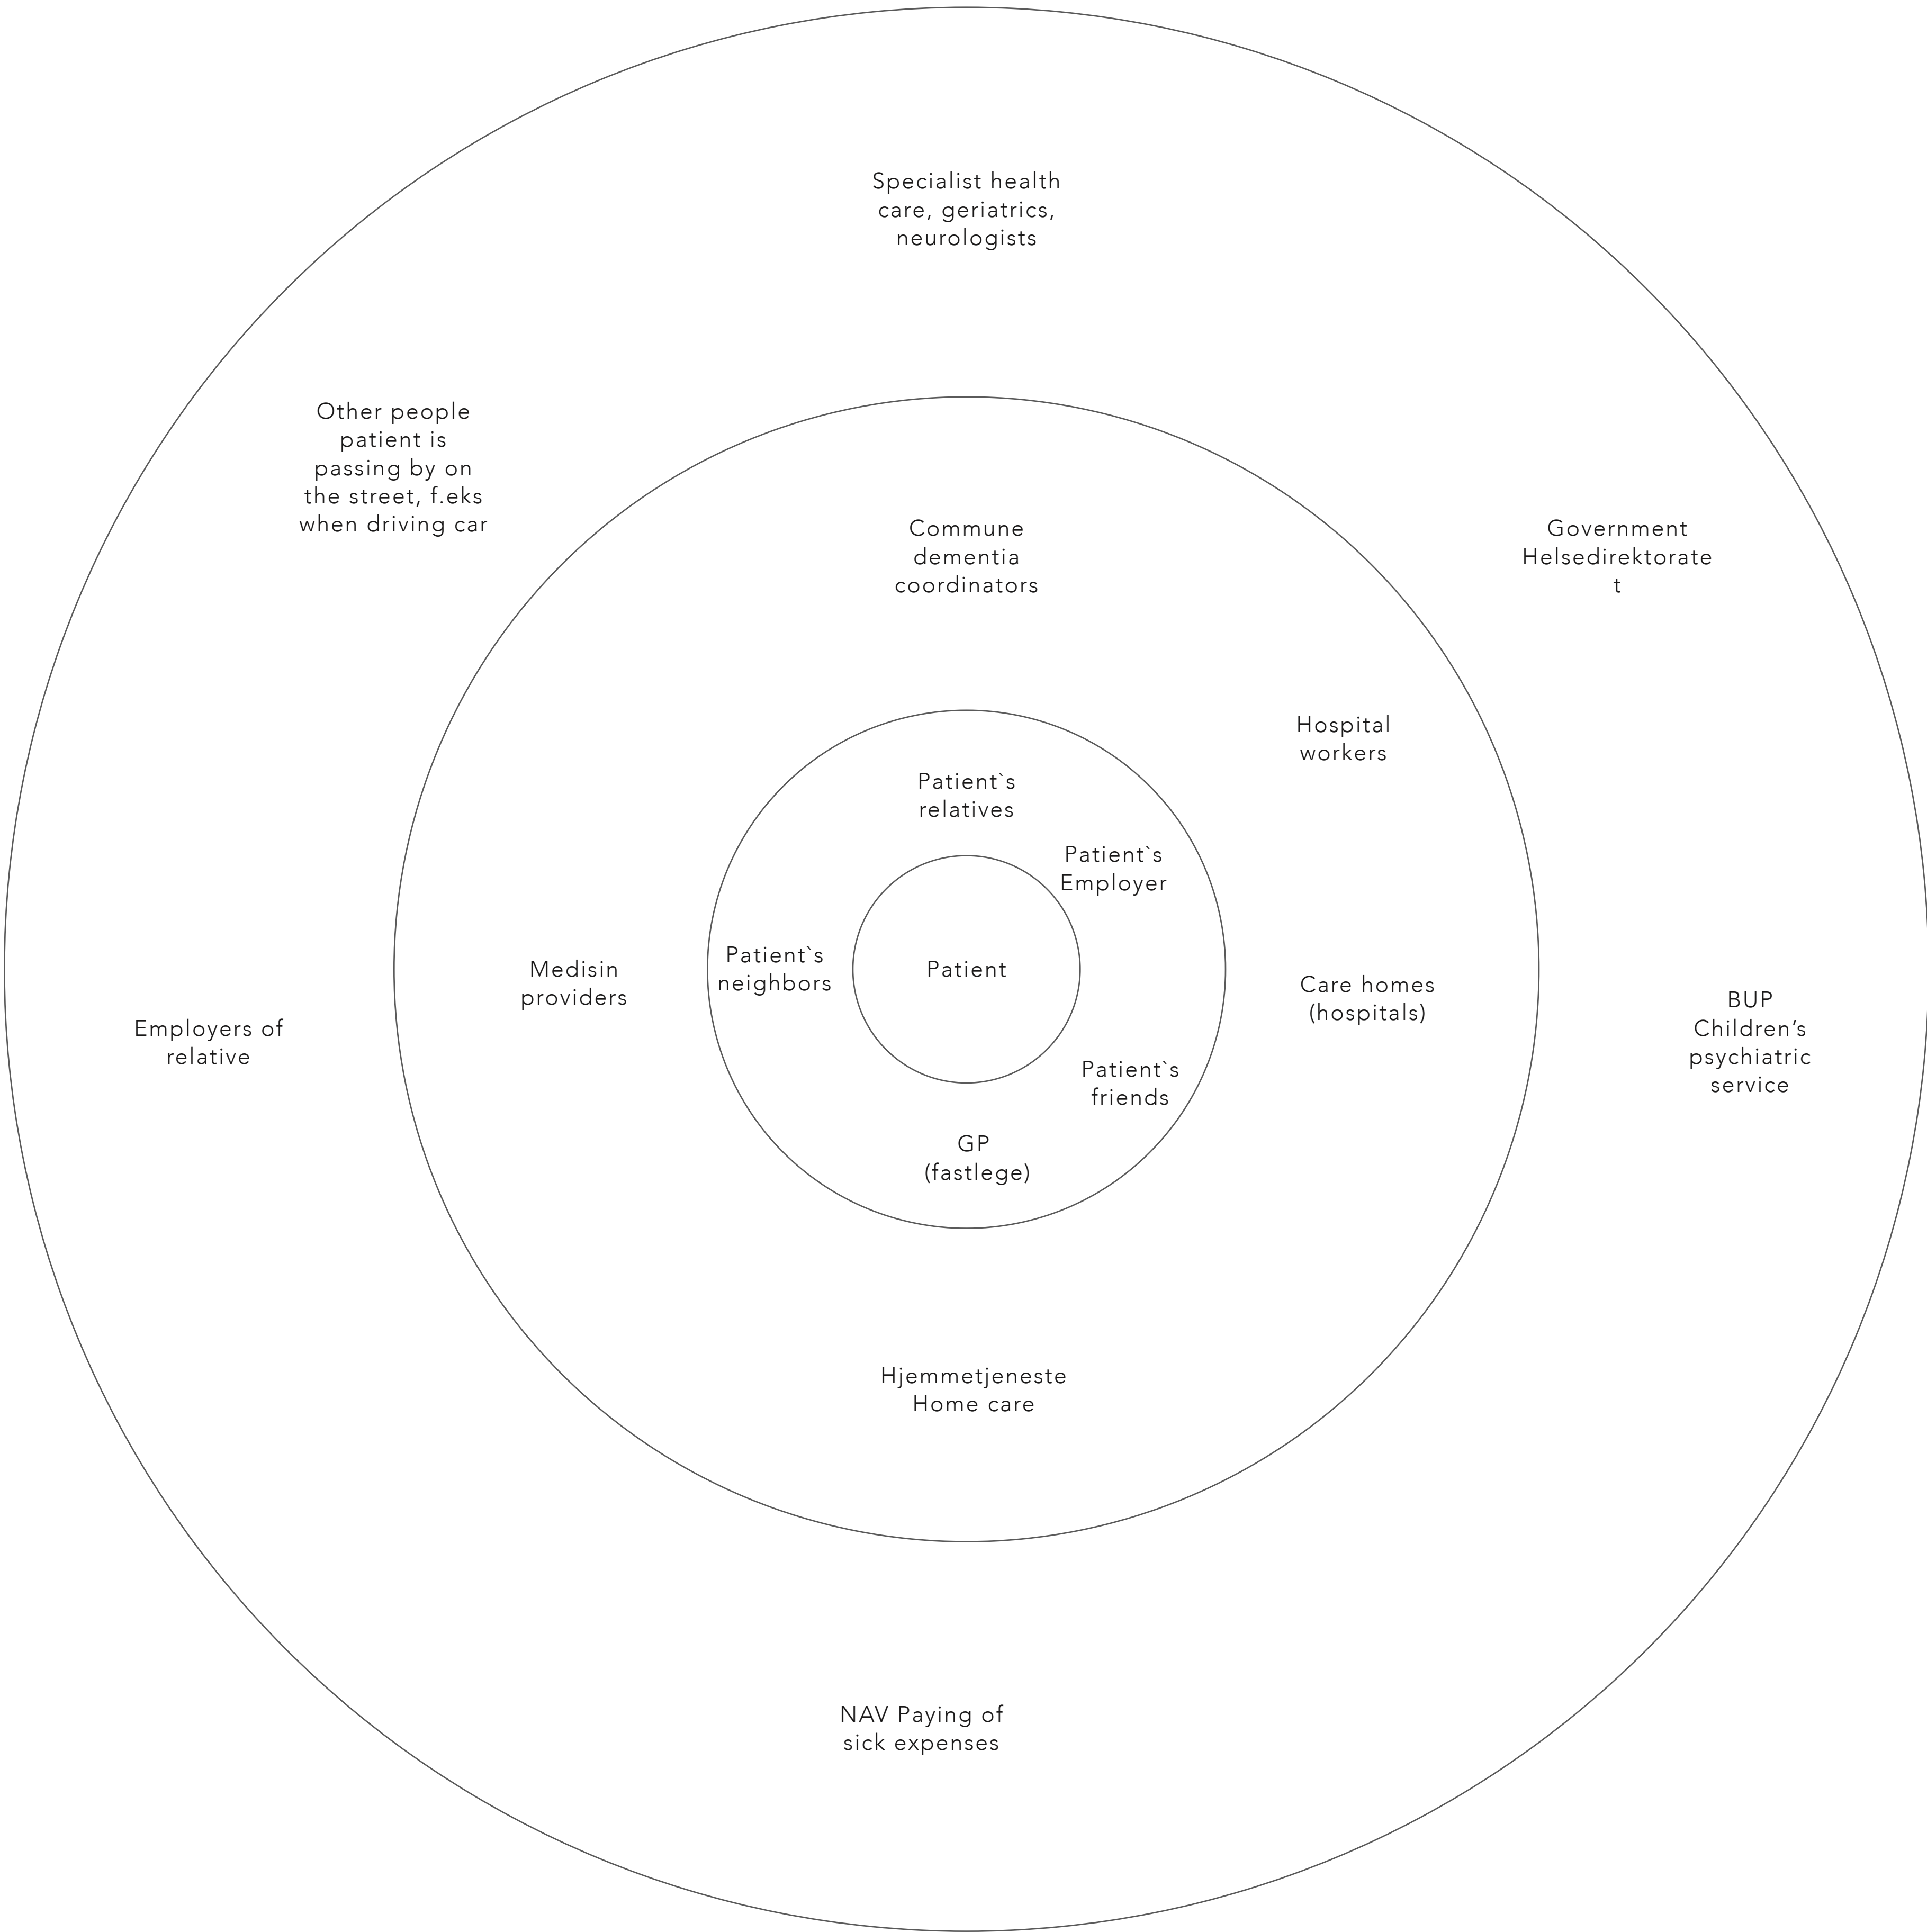 Specialist health
care, geriatrics,
neurologists
Other people
patient is
passing by on
the street, f.eks
when driving car
Government
Helsedirektorate
t
Commune
dementia
coordinators
Hospital
workers
Patient`s
relatives
Patient`s
Employer
Patient`s
neighbors
Patient
Medisin
providers
Care homes
(hospitals)
Employers of
relative
BUP
Children’s
psychiatric
service
Patient`s
friends
GP
(fastlege)
Hjemmetjeneste
Home care
NAV Paying of
sick expenses